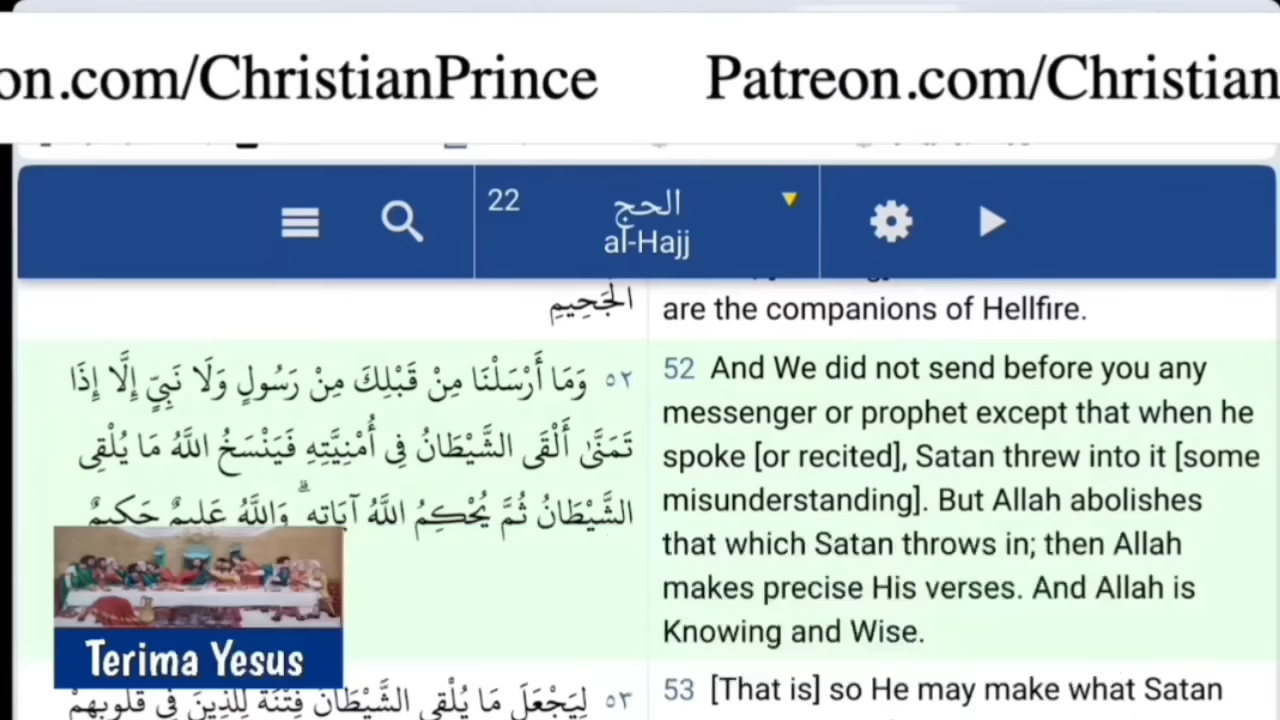 on.com/ChristianPrince Patreon.com/Christian
22
الحج
al-Hajj
الْجَحِيمِ
are the companions of Hellfire.
٥٢ وَمَا أَرْسَلْنَا مِنْ قَبْلِكَ مِنْ رَسُولٍ وَلَا نَبِيٍّ إِلَّا إِذَا
تَمَنَّىٰ أَلْقَى الشَّيْطَانُ فِي أُمْنِيَّتِهِ فَيَنْسَخُ اللَّهُ مَا يُلْقِي
الشَّيْطَانُ ثُمَّ يُحْكِمُ اللَّهُ آيَاتِهِ ۗ وَاللَّهُ عَلِيمٌ حَكِيمٌ
52 And We did not send before you any
messenger or prophet except that when he
spoke [or recited], Satan threw into it [some
misunderstanding]. But Allah abolishes
that which Satan throws in; then Allah
makes precise His verses. And Allah is
Knowing and Wise.
Terima Yesus
٥٣ لِيَجْعَلَ مَا يُلْقِي الشَّيْطَانُ فِتْنَةً لِلَّذِينَ فِي قُلُوبِهِمْ
53 [That is] so He may make what Satan